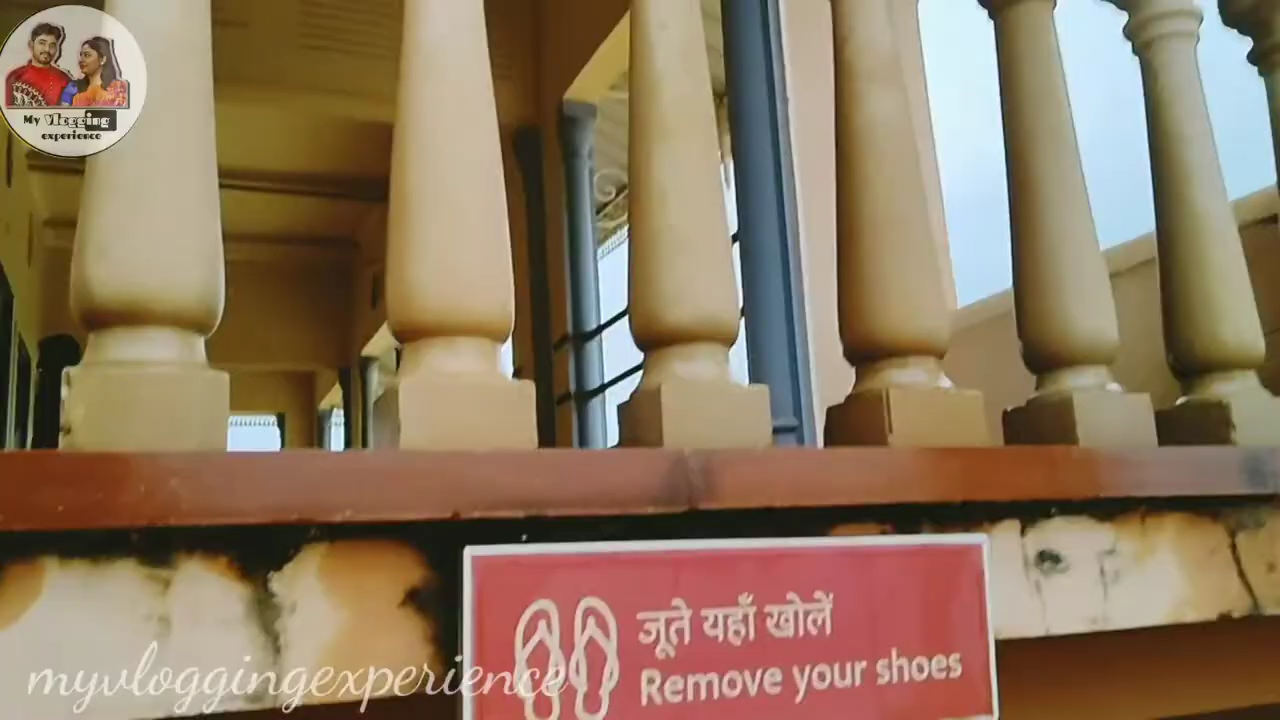 My Vlogging
experience
जूते यहाँ खोलें
Remove your shoes
myvloggingexperience